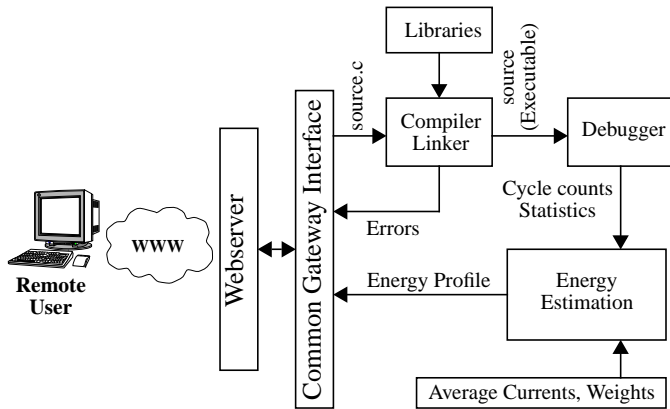 Libraries
source.c
source
(Executable)
Compiler
Linker
Debugger
Common Gateway Interface
Webserver
Cycle counts
Statistics
WWW
Errors
Remote
User
Energy Profile
Energy
Estimation
Average Currents, Weights